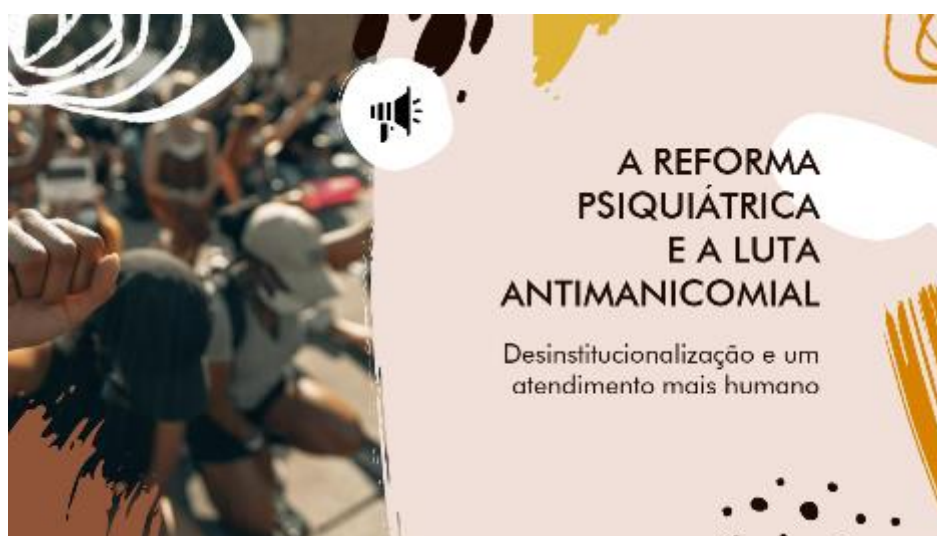 A REFORMA
PSIQUIÁTRICA
E A LUTA
ANTIMANICOMIAL
Desinstitucionalização e um
atendimento mais humano